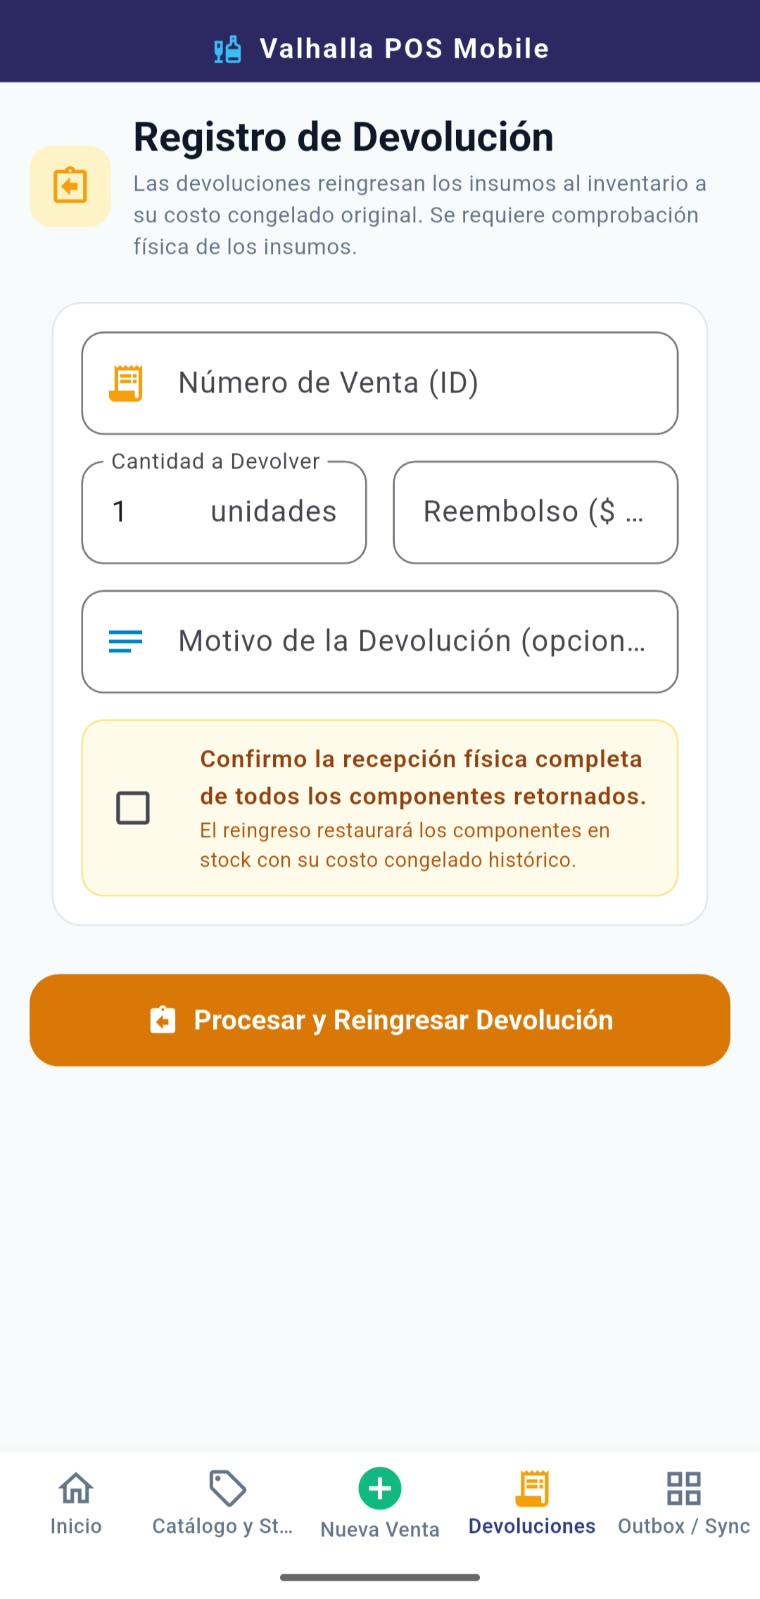 Valhalla POS Mobile
Registro de Devolución
Las devoluciones reingresan los insumos al inventario a
su costo congelado original. Se requiere comprobación
física de los insumos.
Número de Venta (ID)
Cantidad a Devolver
1 unidades
Reembolso ($ ...
Motivo de la Devolución (opcion...
Confirmo la recepción física completa
de todos los componentes retornados.
El reingreso restaurará los componentes en
stock con su costo congelado histórico.
Procesar y Reingresar Devolución
Inicio
Catálogo y St...
Nueva Venta
Devoluciones
Outbox / Sync